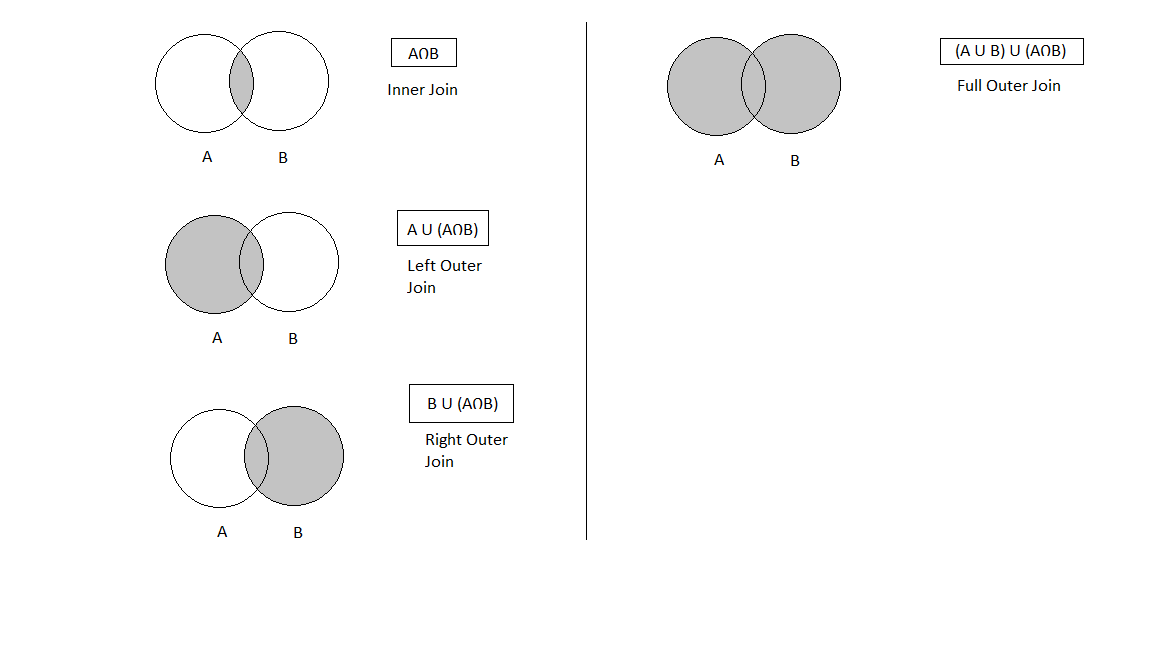 A∩B
Inner Join
A B
A U (A∩B)
Left Outer
Join
A B
B U (A∩B)
Right Outer
Join
A B
(A U B) U (A∩B)
Full Outer Join
A B